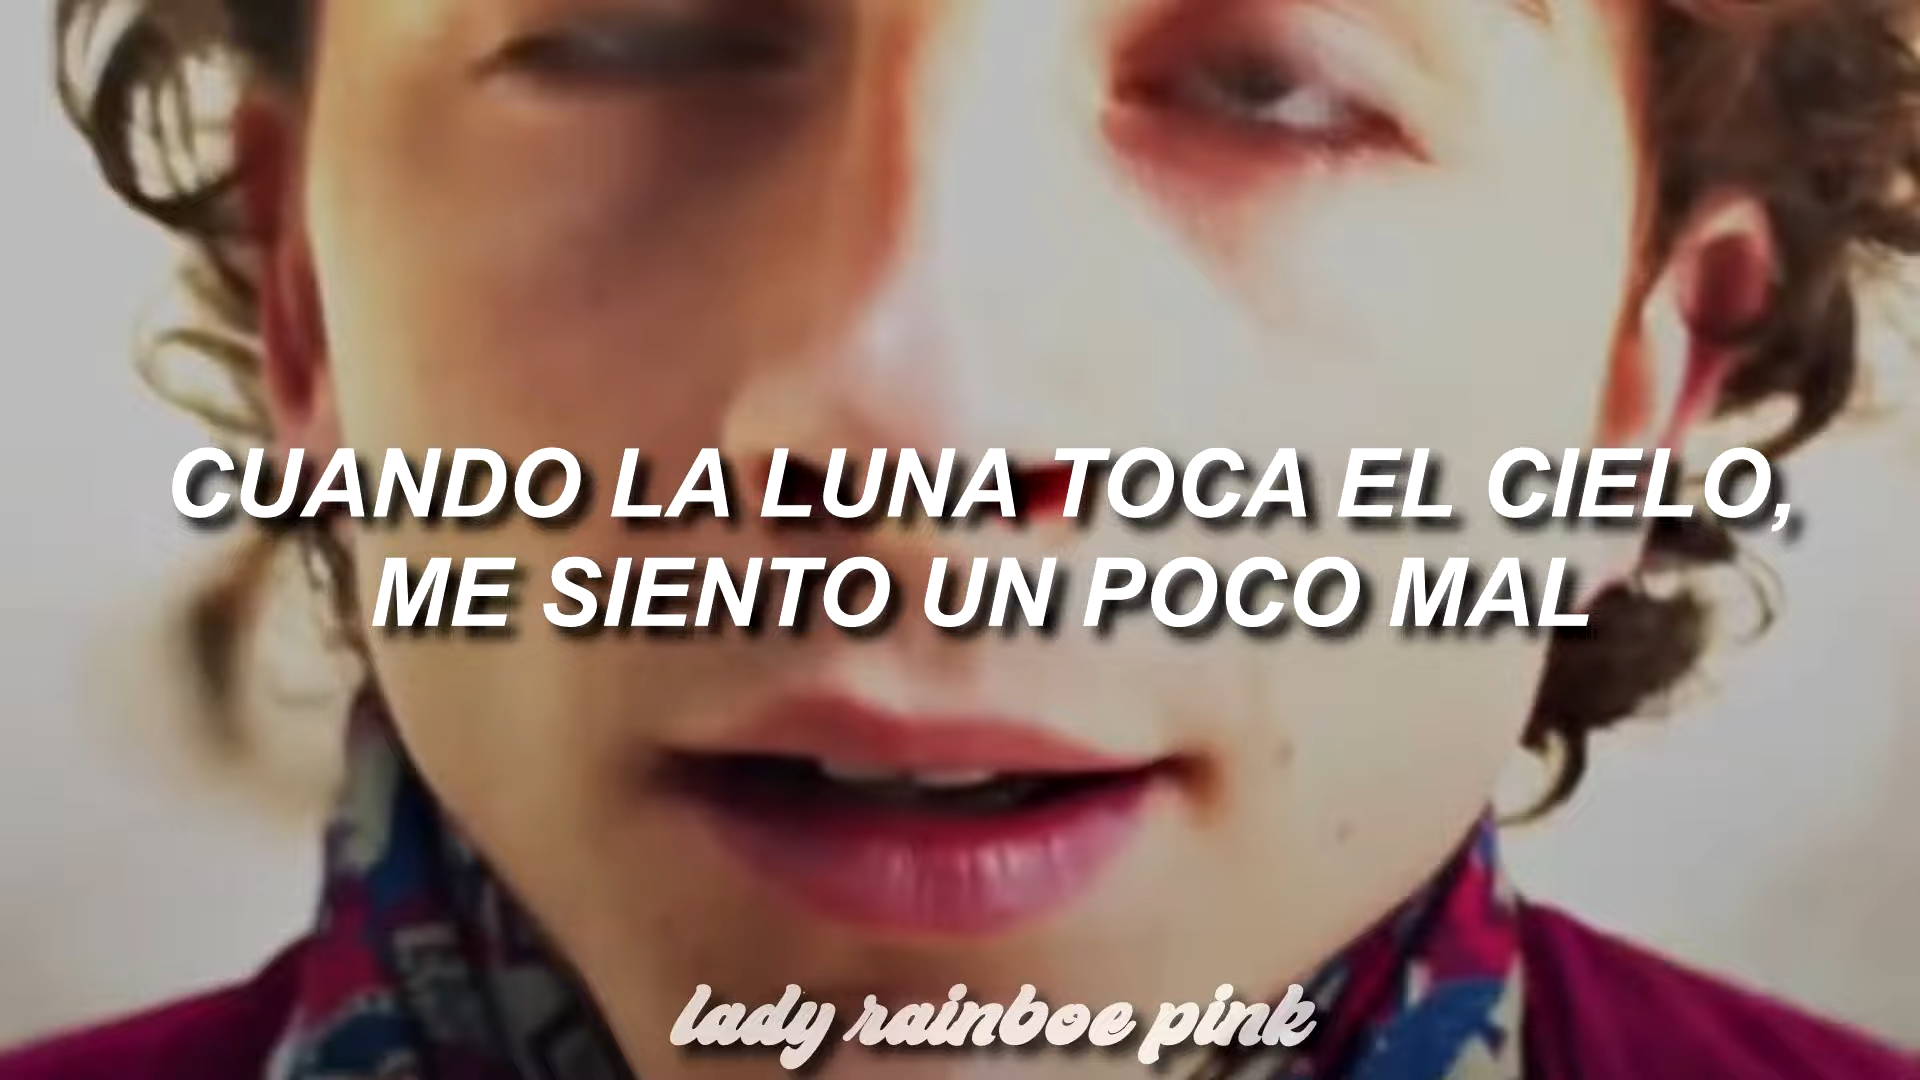 CUANDO LA LUNA TOCA EL CIELO,
ME SIENTO UN POCO MAL
lady rainboe pink